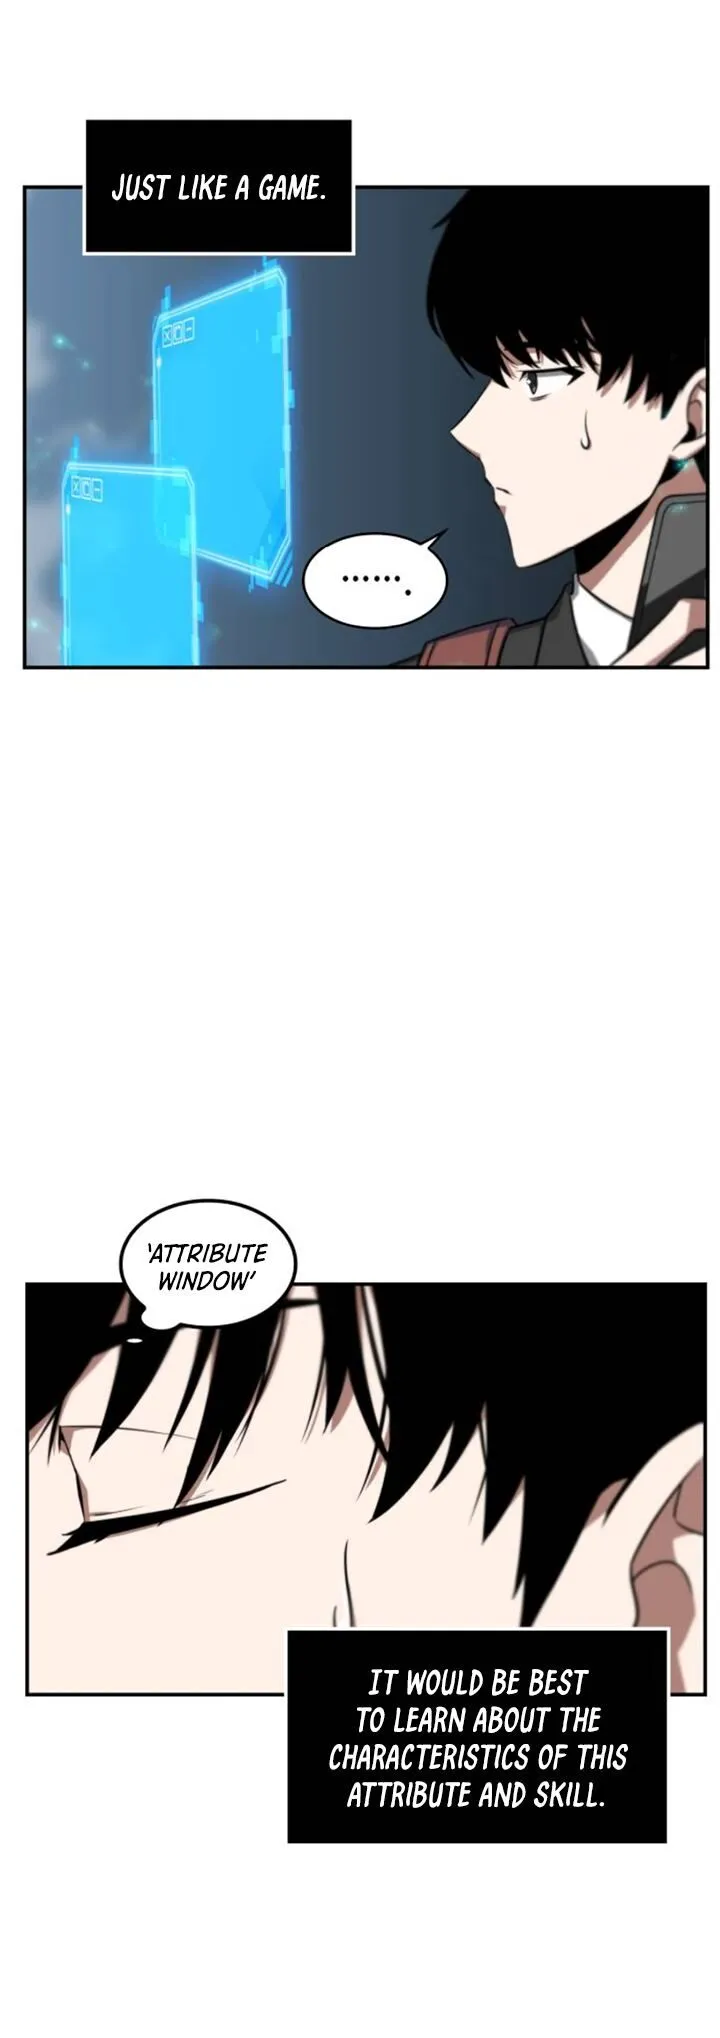 JUST LIKE A GAME.
.......
'ATTRIBUTE
WINDOW'
IT WOULD BE BEST
TO LEARN ABOUT THE
CHARACTERISTICS OF THIS
ATTRIBUTE AND SKILL.